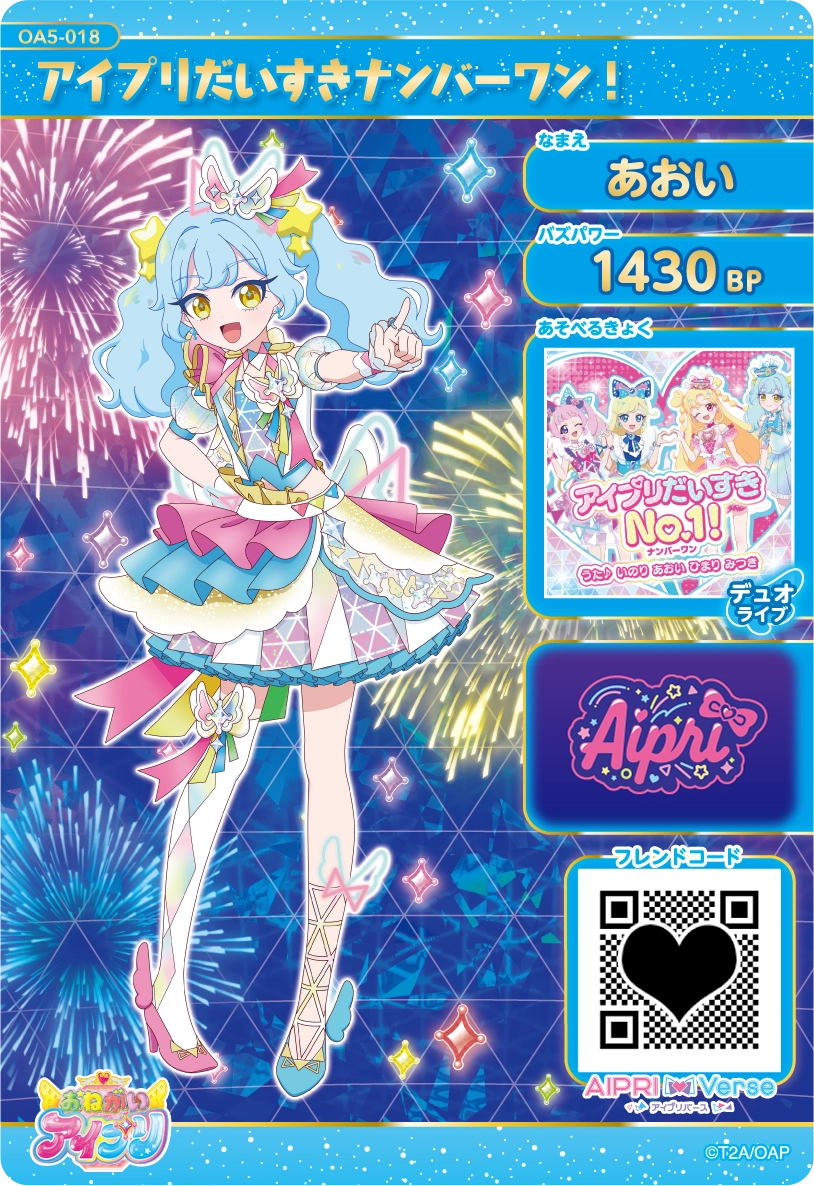 OA5-018
アイプリだいすきナンバーワン！
なまえ
あおい
バズパワー
1430 BP
あそべるきょく
アイプリだいすき
No.1!
ナンバーワン
うた♪ いのり あおい ひまり みつき
デュオ
ライブ
Aipri
フレンドコード
AIPRI Verse
アイプリバース
おねがい
アイプリ
©T2A/OAP